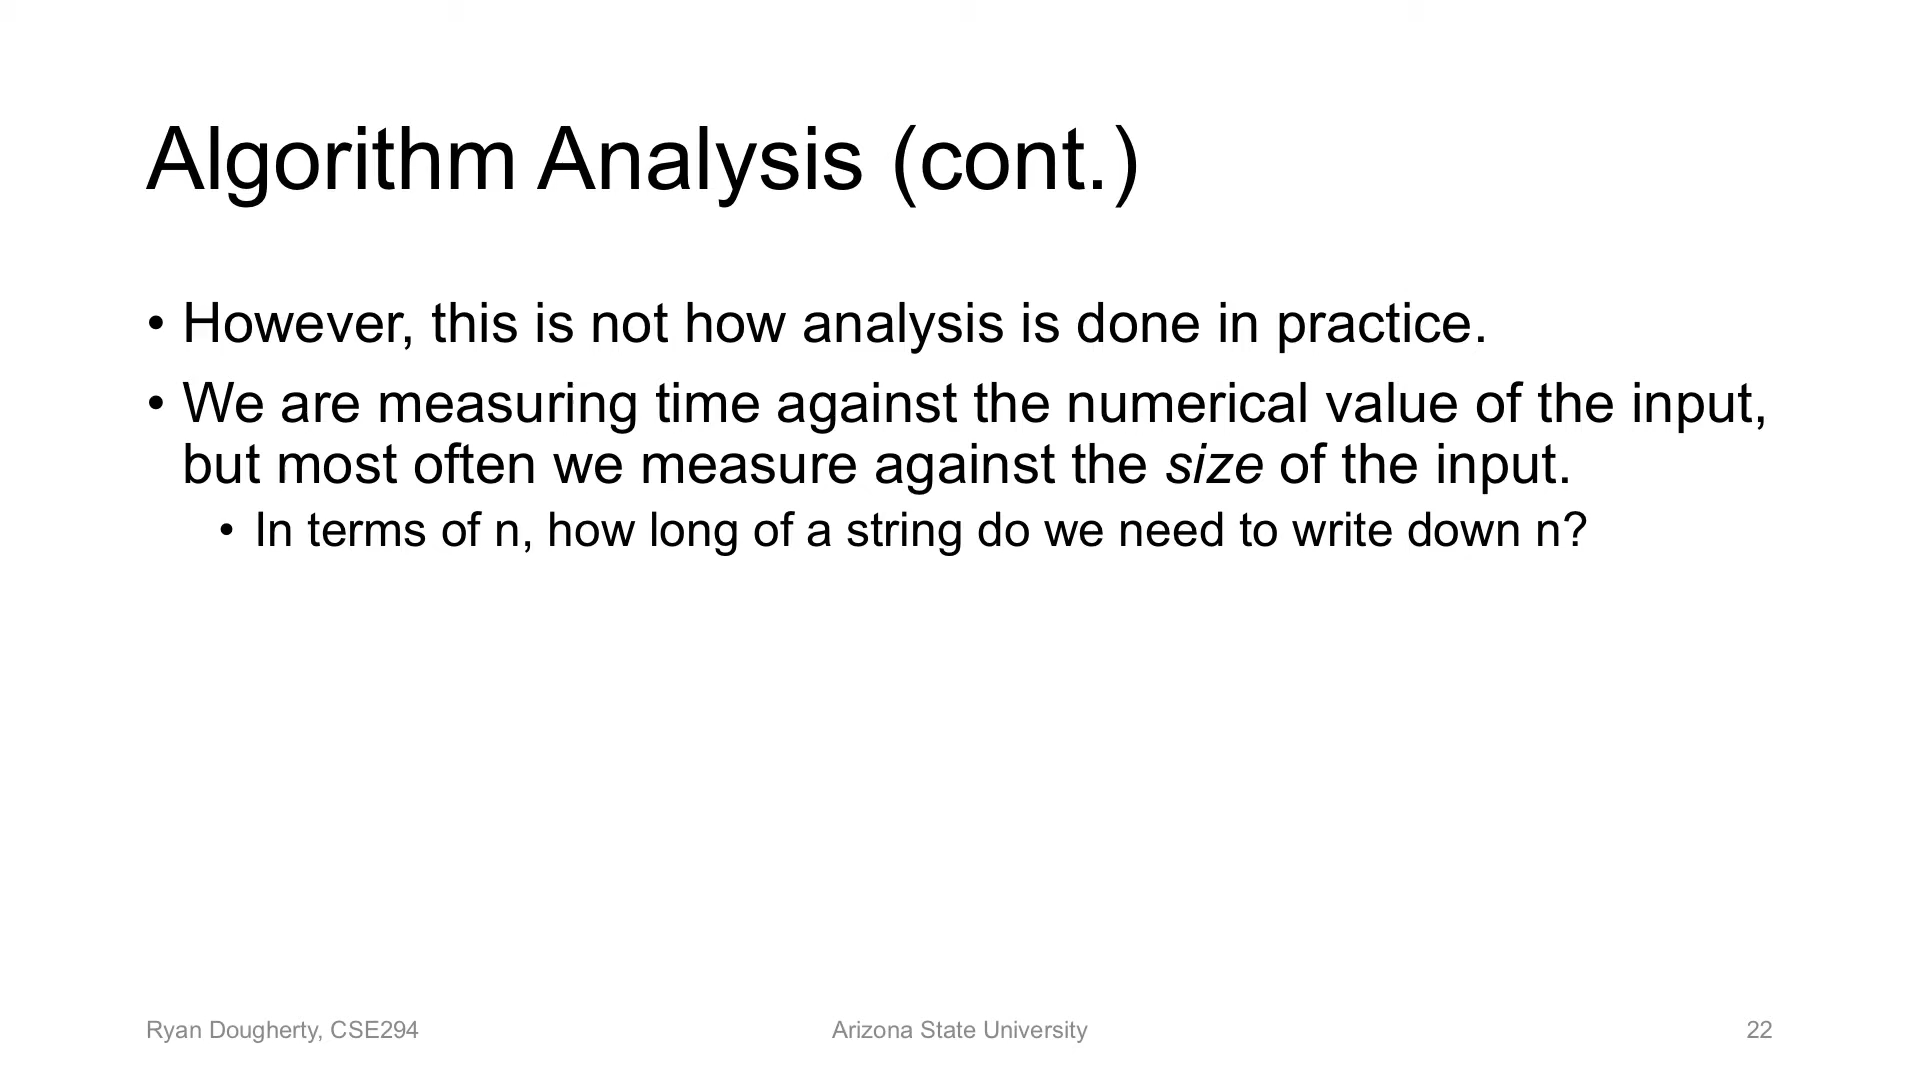 Algorithm Analysis (cont.)
• However, this is not how analysis is done in practice.
• We are measuring time against the numerical value of the input,
but most often we measure against the size of the input.
• In terms of n, how long of a string do we need to write down n?
Ryan Dougherty, CSE294
Arizona State University
22